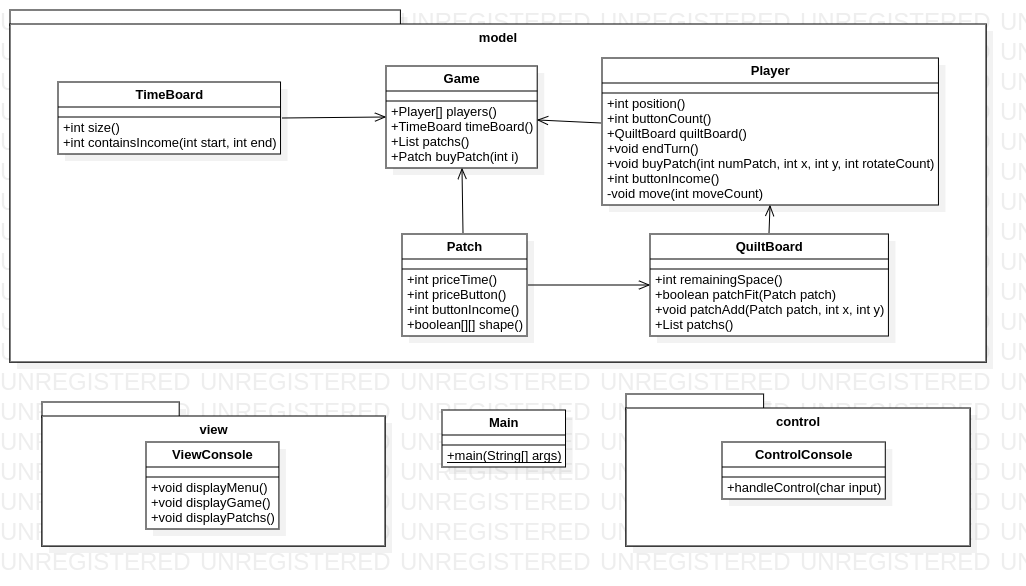 model
TimeBoard
+int size()
+int containsIncome(int start, int end)
Game
+Player[] players()
+TimeBoard timeBoard()
+List patchs()
+Patch buyPatch(int i)
Player
+int position()
+int buttonCount()
+QuiltBoard quiltBoard()
+void endTurn()
+void buyPatch(int numPatch, int x, int y, int rotateCount)
+int buttonIncome()
-void move(int moveCount)
Patch
+int priceTime()
+int priceButton()
+int buttonIncome()
+boolean[][] shape()
QuiltBoard
+int remainingSpace()
+boolean patchFit(Patch patch)
+void patchAdd(Patch patch, int x, int y)
+List patchs()
UNREGISTERED UNREGISTERED UNREGISTERED UNREGISTERED UNREGISTERED
view
ViewConsole
+void displayMenu()
+void displayGame()
+void displayPatchs()
Main
+main(String[] args)
control
ControlConsole
+handleControl(char input)